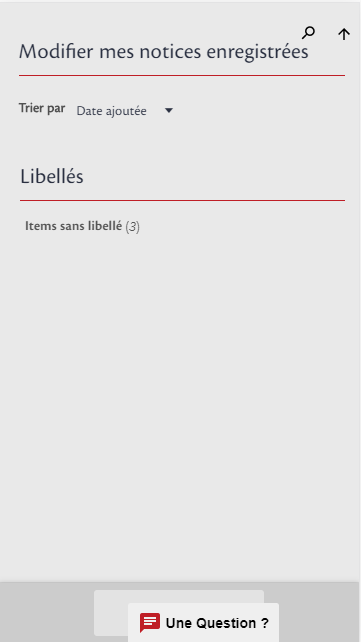 Modifier mes notices enregistrées
Trier par Date ajoutée
Libellés
Items sans libellé (3)
Une Question ?